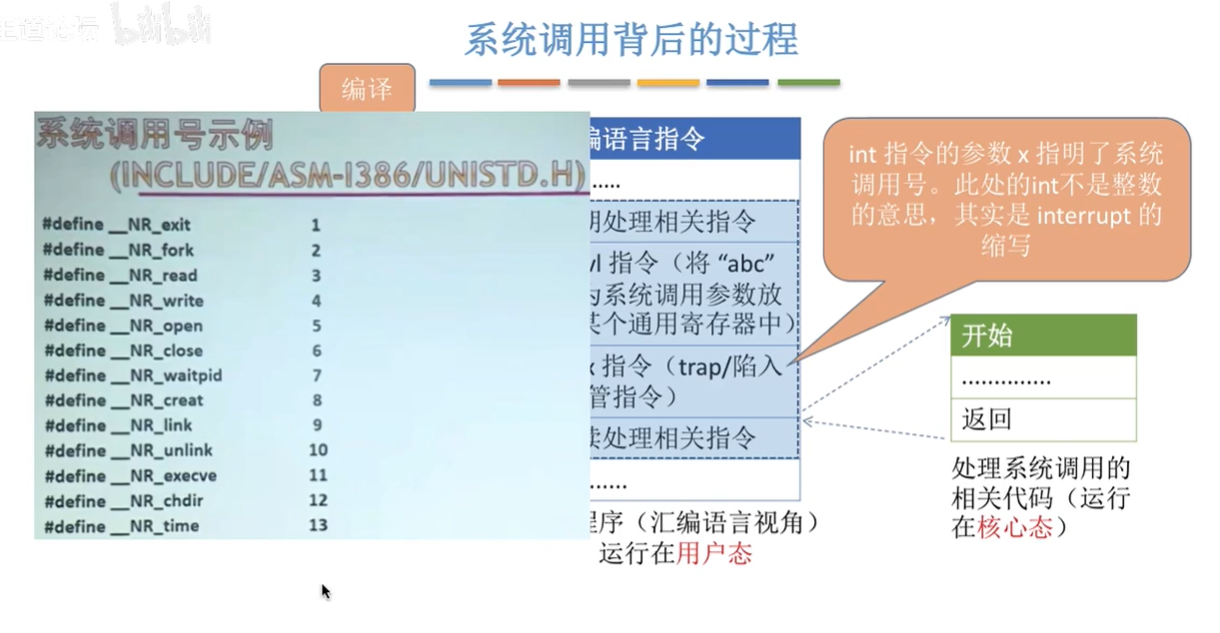 系统调用背后的过程
编译
系统调用号示例
(INCLUDE/ASM-I386/UNISTD.H)
#define __NR_exit 1
#define __NR_fork 2
#define __NR_read 3
#define __NR_write 4
#define __NR_open 5
#define __NR_close 6
#define __NR_waitpid 7
#define __NR_creat 8
#define __NR_link 9
#define __NR_unlink 10
#define __NR_execve 11
#define __NR_chdir 12
#define __NR_time 13
编语言指令
......
处理相关指令
指令（将 “abc”
为系统调用参数放
某个通用寄存器中）
x 指令（trap/陷入
管指令）
处理相关指令
......
程序（汇编语言视角）
运行在用户态
int 指令的参数 x 指明了系统
调用号。此处的int不是整数
的意思，其实是 interrupt 的
缩写
开始
..............
返回
处理系统调用的
相关代码（运行
在核心态）
bilibili